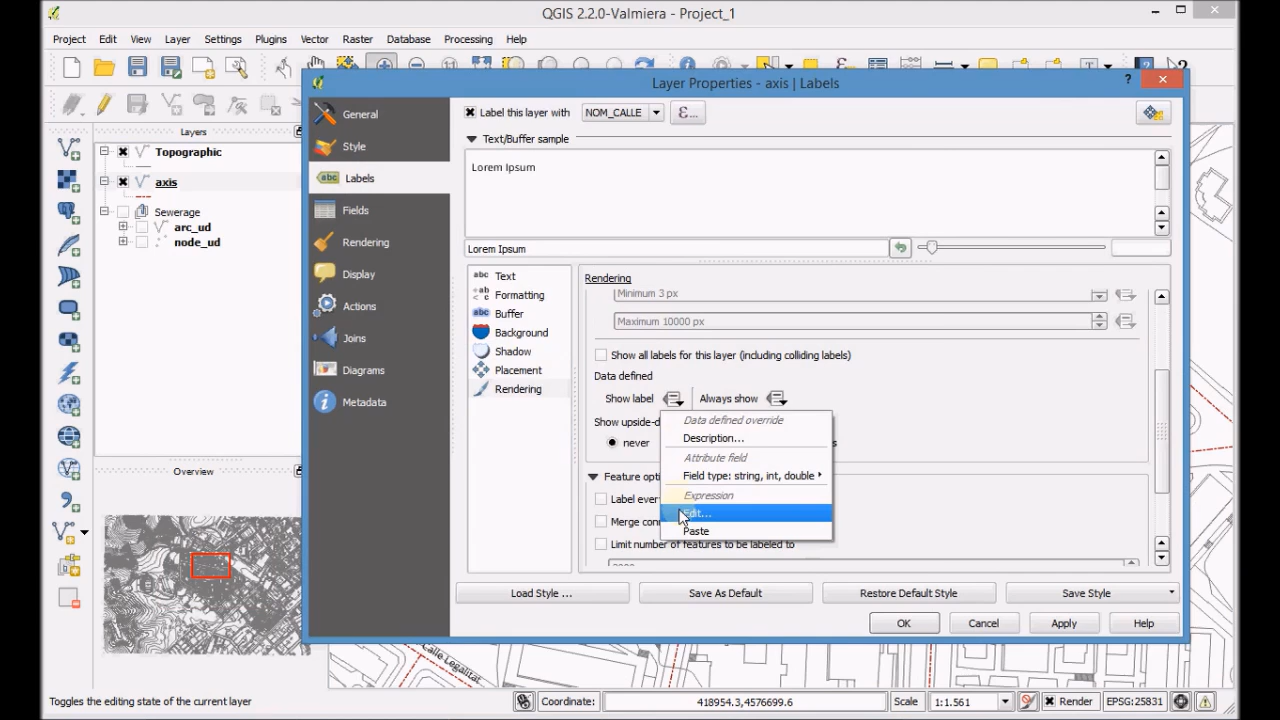 QGIS 2.2.0-Valmiera - Project_1
Project Edit View Layer Settings Plugins Vector Raster Database Processing Help
Layer Properties - axis | Labels
Layers
Topographic
axis
Sewerage
arc_ud
node_ud
Overview
General
Style
Labels
Fields
Rendering
Display
Actions
Joins
Diagrams
Metadata
Label this layer with NOM_CALLE ε...
Text/Buffer sample
Lorem Ipsum
Lorem Ipsum
Text
Formatting
Buffer
Background
Shadow
Placement
Rendering
Rendering
Minimum 3 px
Maximum 10000 px
Show all labels for this layer (including colliding labels)
Data defined
Show label Always show
Show upside-d
never
Feature opti
Label ever
Merge conn
Limit number of features to be labeled to
Data defined override
Description...
Attribute field
Field type: string, int, double
Expression
Edit...
Paste
Load Style ... Save As Default Restore Default Style Save Style
OK Cancel Apply Help
Calle Legalitat
Toggles the editing state of the current layer Coordinate: 418954.3,4576699.6 Scale 1:1.561 Render EPSG:25831